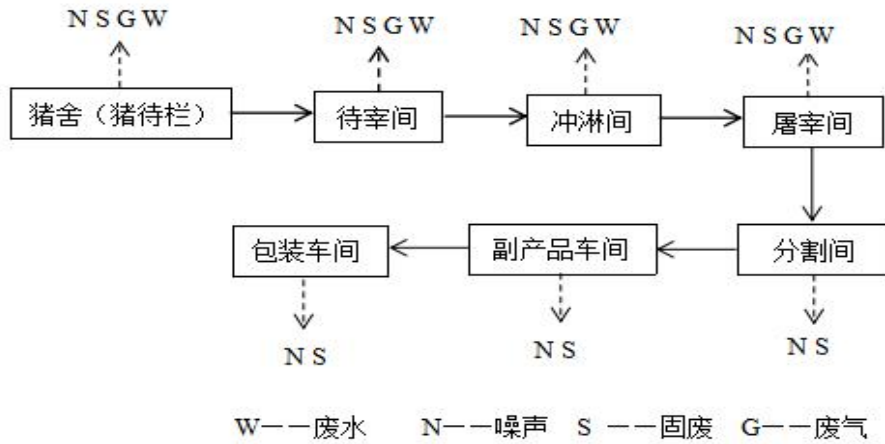 N S G W
N S G W
N S G W
N S G W
猪舍（猪待栏）
待宰间
冲淋间
屠宰间
包装车间
副产品车间
分割间
N S
N S
N S
W——废水 N——噪声 S ——固废 G——废气